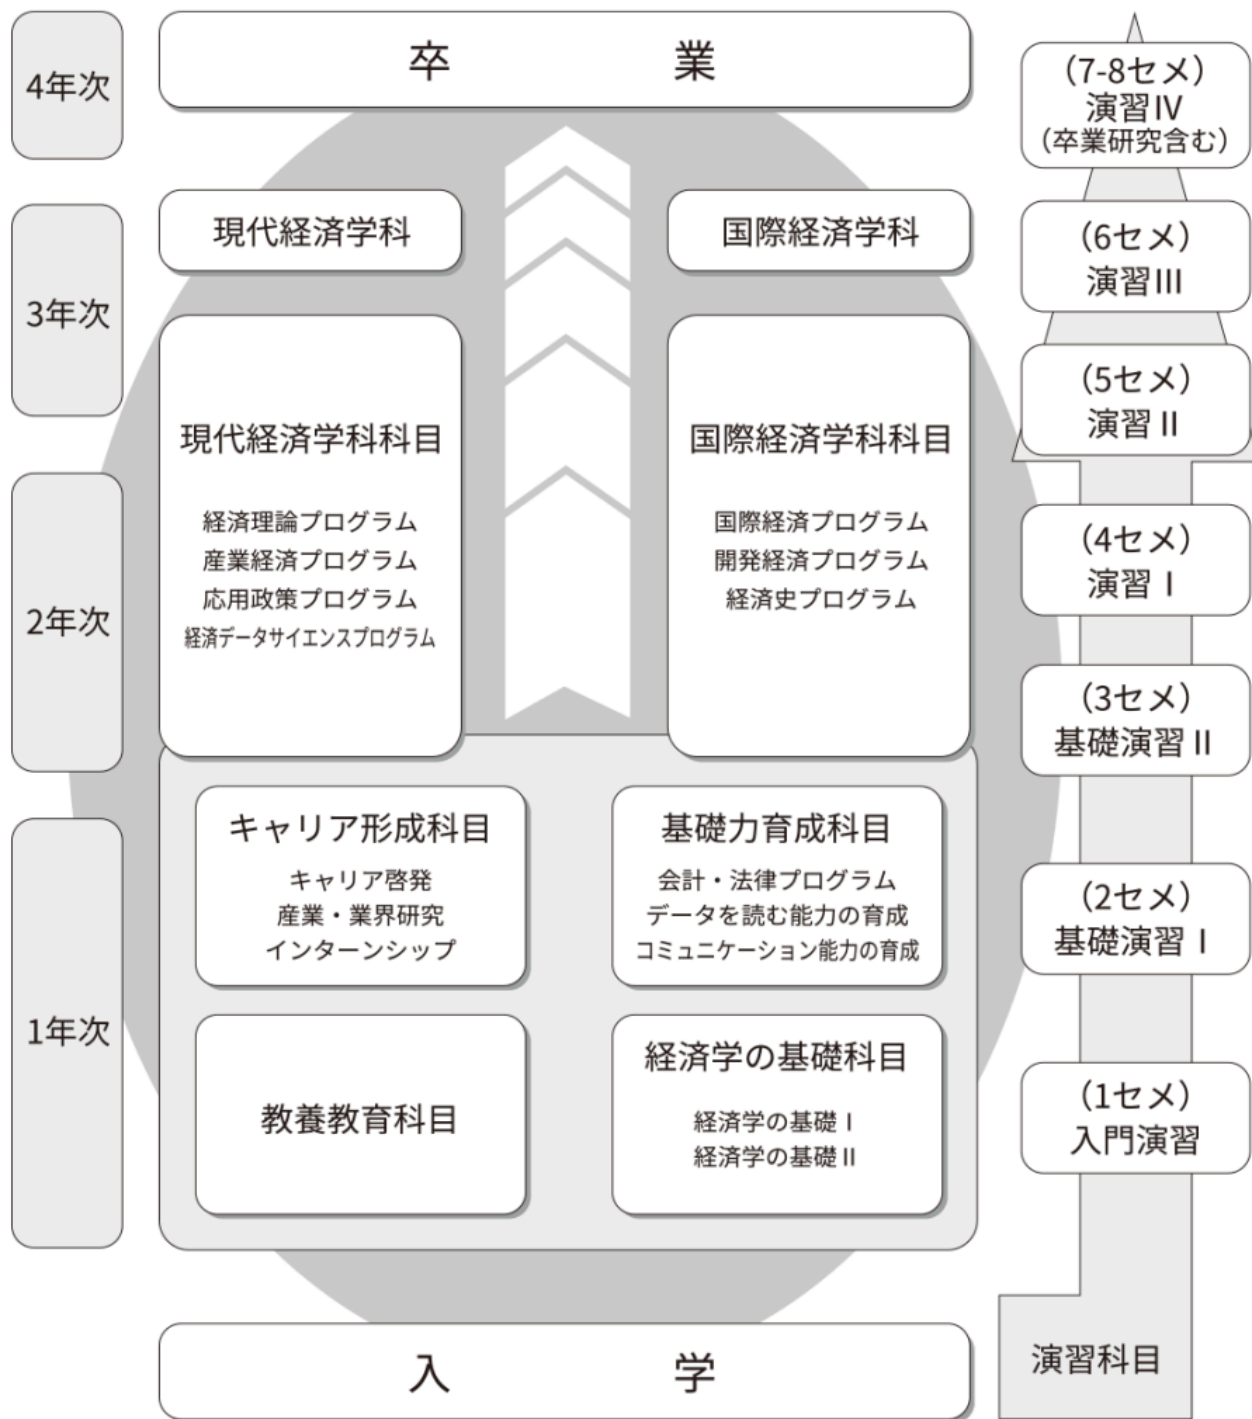 4年次
3年次
2年次
1年次
卒　業
現代経済学科
国際経済学科
現代経済学科科目
経済理論プログラム
産業経済プログラム
応用政策プログラム
経済データサイエンスプログラム
国際経済学科科目
国際経済プログラム
開発経済プログラム
経済史プログラム
キャリア形成科目
キャリア啓発
産業・業界研究
インターンシップ
基礎力育成科目
会計・法律プログラム
データを読む能力の育成
コミュニケーション能力の育成
教養教育科目
経済学の基礎科目
経済学の基礎Ⅰ
経済学の基礎Ⅱ
入　学
（7-8セメ）
演習Ⅳ
（卒業研究含む）
（6セメ）
演習Ⅲ
（5セメ）
演習Ⅱ
（4セメ）
演習Ⅰ
（3セメ）
基礎演習Ⅱ
（2セメ）
基礎演習Ⅰ
（1セメ）
入門演習
演習科目